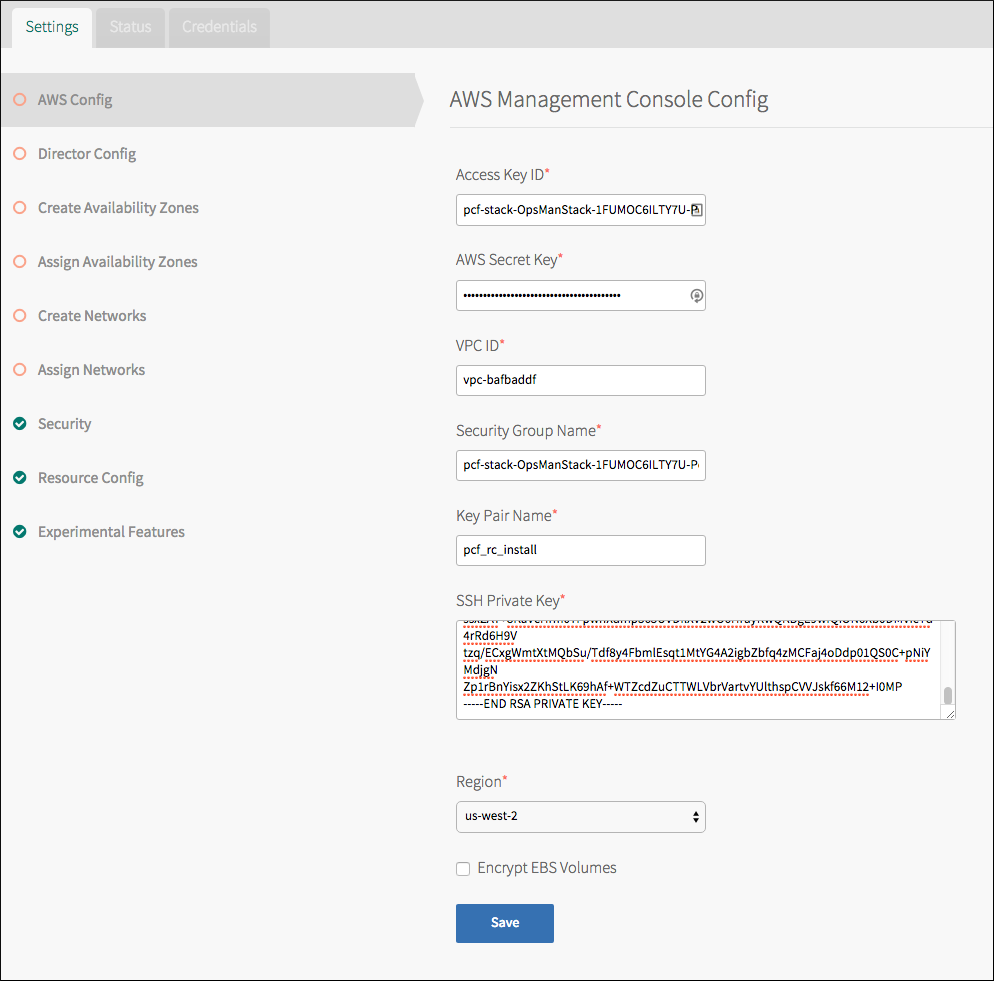 Settings Status Credentials
AWS Config
Director Config
Create Availability Zones
Assign Availability Zones
Create Networks
Assign Networks
Security
Resource Config
Experimental Features
AWS Management Console Config
Access Key ID*
pcf-stack-OpsManStack-1FUMOC6ILTY7U-P
AWS Secret Key*
VPC ID*
vpc-bafbaddf
Security Group Name*
pcf-stack-OpsManStack-1FUMOC6ILTY7U-P
Key Pair Name*
pcf_rc_install
SSH Private Key*
4rRd6H9V
tzq/ECxgWmtXtMQbSu/Tdf8y4FbmlEsqt1MtYG4A2igbZbfq4zMCFaj4oDdp01QS0C+pNiY
MdjgN
Zp1rBnYisx2ZKhStLK69hAf+WTZcdZuCTTWLVbrVartvYUlthspCVVJskf66M12+I0MP
-----END RSA PRIVATE KEY-----
Region*
us-west-2
Encrypt EBS Volumes
Save